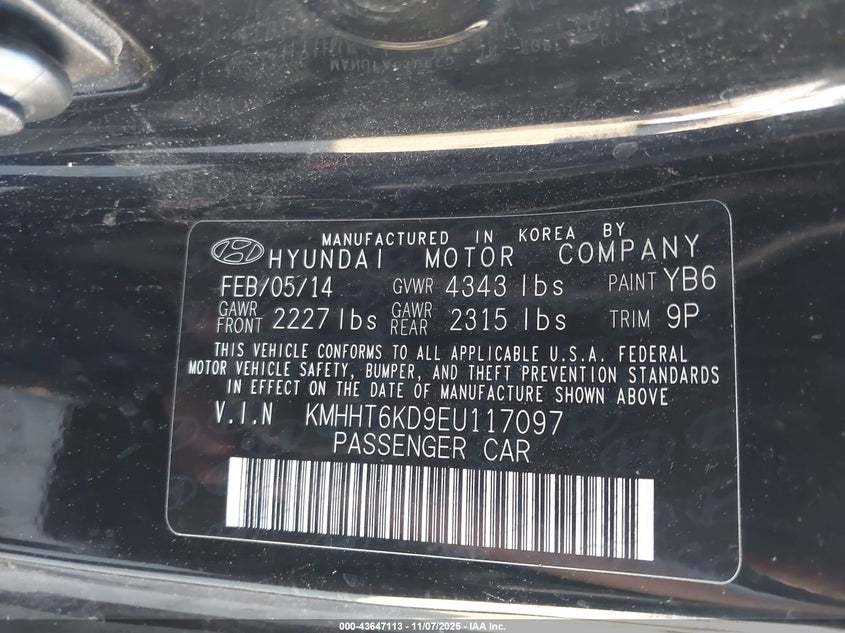 MANUFACTURED IN KOREA BY
HYUNDAI MOTOR COMPANY
FEB/05/14 GVWR 4343 lbs PAINT YB6
GAWR FRONT 2227 lbs GAWR REAR 2315 lbs TRIM 9P
THIS VEHICLE CONFORMS TO ALL APPLICABLE U.S.A. FEDERAL
MOTOR VEHICLE SAFETY, BUMPER, AND THEFT PREVENTION STANDARDS
IN EFFECT ON THE DATE OF MANUFACTURE SHOWN ABOVE
V.I.N KMHHT6KD9EU117097
PASSENGER CAR
000-43647113 - 11/07/2025 - IAA Inc.